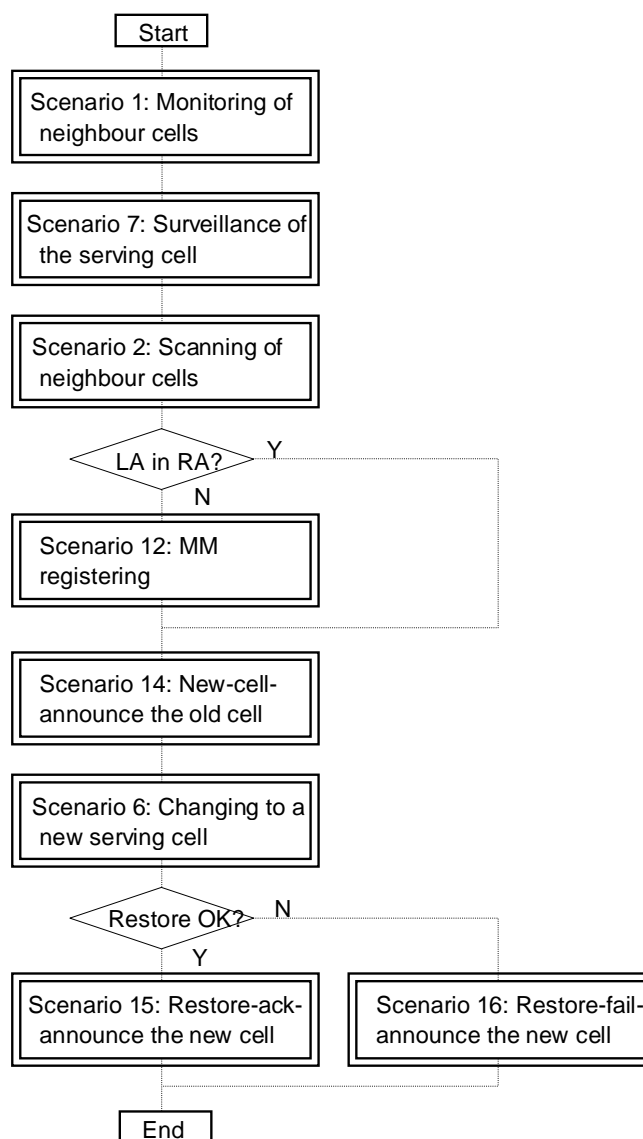 Start
Scenario 1: Monitoring of
neighbour cells
Scenario 7: Surveillance of
the serving cell
Scenario 2: Scanning of
neighbour cells
LA in RA?
Y
N
Scenario 12: MM
registering
Scenario 14: New-cell-
announce the old cell
Scenario 6: Changing to a
new serving cell
Restore OK?
N
Y
Scenario 15: Restore-ack-
announce the new cell
Scenario 16: Restore-fail-
announce the new cell
End